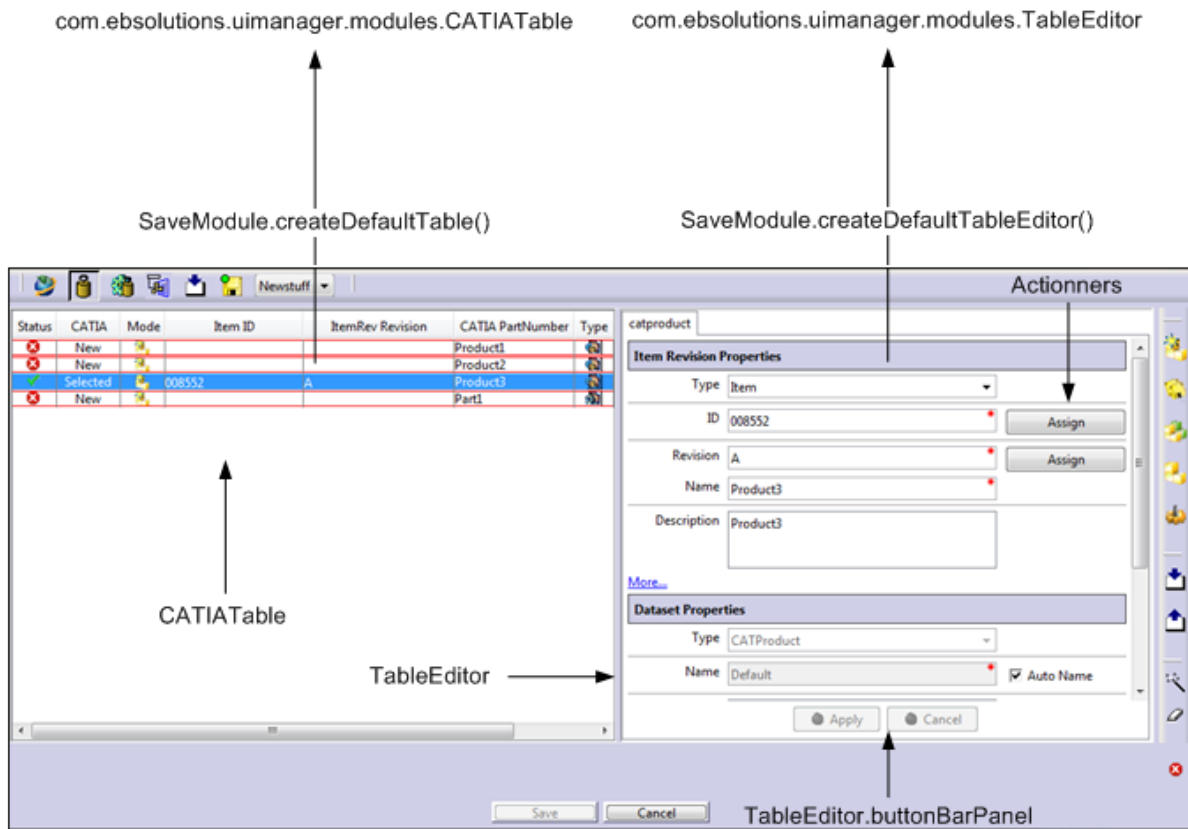 com.ebsolutions.uimanager.modules.CATIATable com.ebsolutions.uimanager.modules.TableEditor
SaveModule.createDefaultTable() SaveModule.createDefaultTableEditor()
Actionners
Newstuff
Status CATIA Mode Item ID ItemRev Revision CATIA PartNumber Type
New Product1
New Product2
Selected 008552 A Product3
New Part1
CATIATable
TableEditor
catproduct
Item Revision Properties
Type Item
ID 008552 * Assign
Revision A * Assign
Name Product3 *
Description Product3
More...
Dataset Properties
Type CATProduct
Name Default * Auto Name
Apply Cancel
Save Cancel
TableEditor.buttonBarPanel